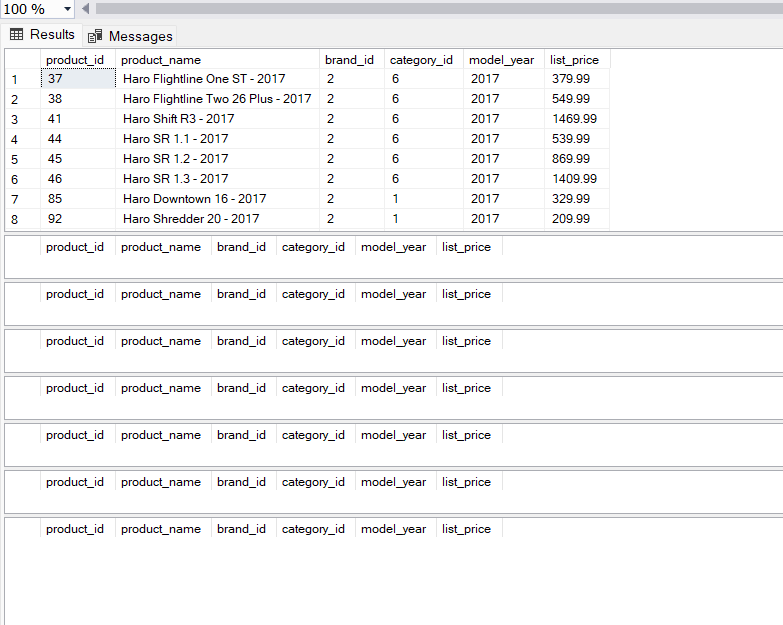 100 %
Results Messages
product_id product_name brand_id category_id model_year list_price
1 37 Haro Flightline One ST - 2017 2 6 2017 379.99
2 38 Haro Flightline Two 26 Plus - 2017 2 6 2017 549.99
3 41 Haro Shift R3 - 2017 2 6 2017 1469.99
4 44 Haro SR 1.1 - 2017 2 6 2017 539.99
5 45 Haro SR 1.2 - 2017 2 6 2017 869.99
6 46 Haro SR 1.3 - 2017 2 6 2017 1409.99
7 85 Haro Downtown 16 - 2017 2 1 2017 329.99
8 92 Haro Shredder 20 - 2017 2 1 2017 209.99
product_id product_name brand_id category_id model_year list_price
product_id product_name brand_id category_id model_year list_price
product_id product_name brand_id category_id model_year list_price
product_id product_name brand_id category_id model_year list_price
product_id product_name brand_id category_id model_year list_price
product_id product_name brand_id category_id model_year list_price
product_id product_name brand_id category_id model_year list_price